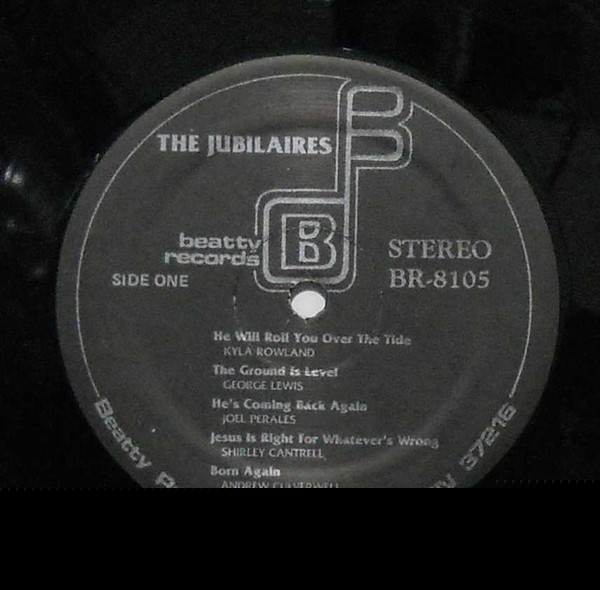 THE JUBILAIRES
B
beatty
records
B
STEREO
SIDE ONE
BR-8105
He Will Roll You Over The Tide
KYLA ROWLAND
The Ground is Level
GEORGE LEWIS
He's Coming Back Again
JOEL PERALES
Jesus Is Right For Whatever's Wrong
SHIRLEY CANTRELL
Born Again
ANDREW CULVERWELL
Beatty
37216